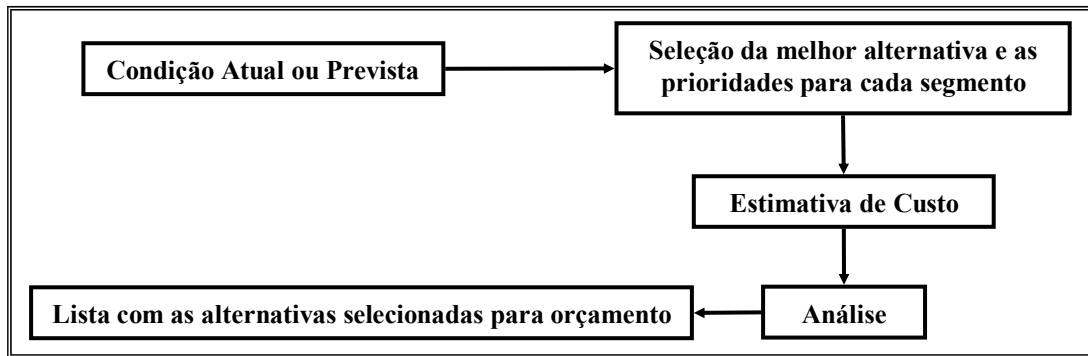 Condição Atual ou Prevista
Seleção da melhor alternativa e as
prioridades para cada segmento
Estimativa de Custo
Análise
Lista com as alternativas selecionadas para orçamento